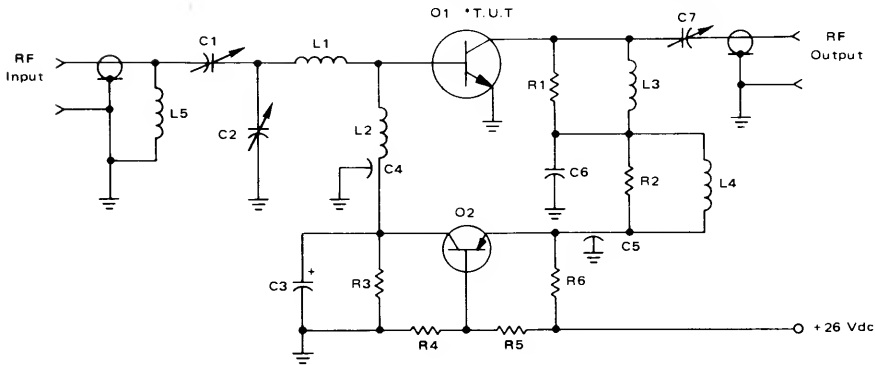 O1 *T.U.T
C7
C1
L1
RF
Input
RF
Output
R1
L3
L5
C2
L2
C4
C6
R2
L4
O2
C5
C3
+
R3
R6
R4
R5
+26 Vdc